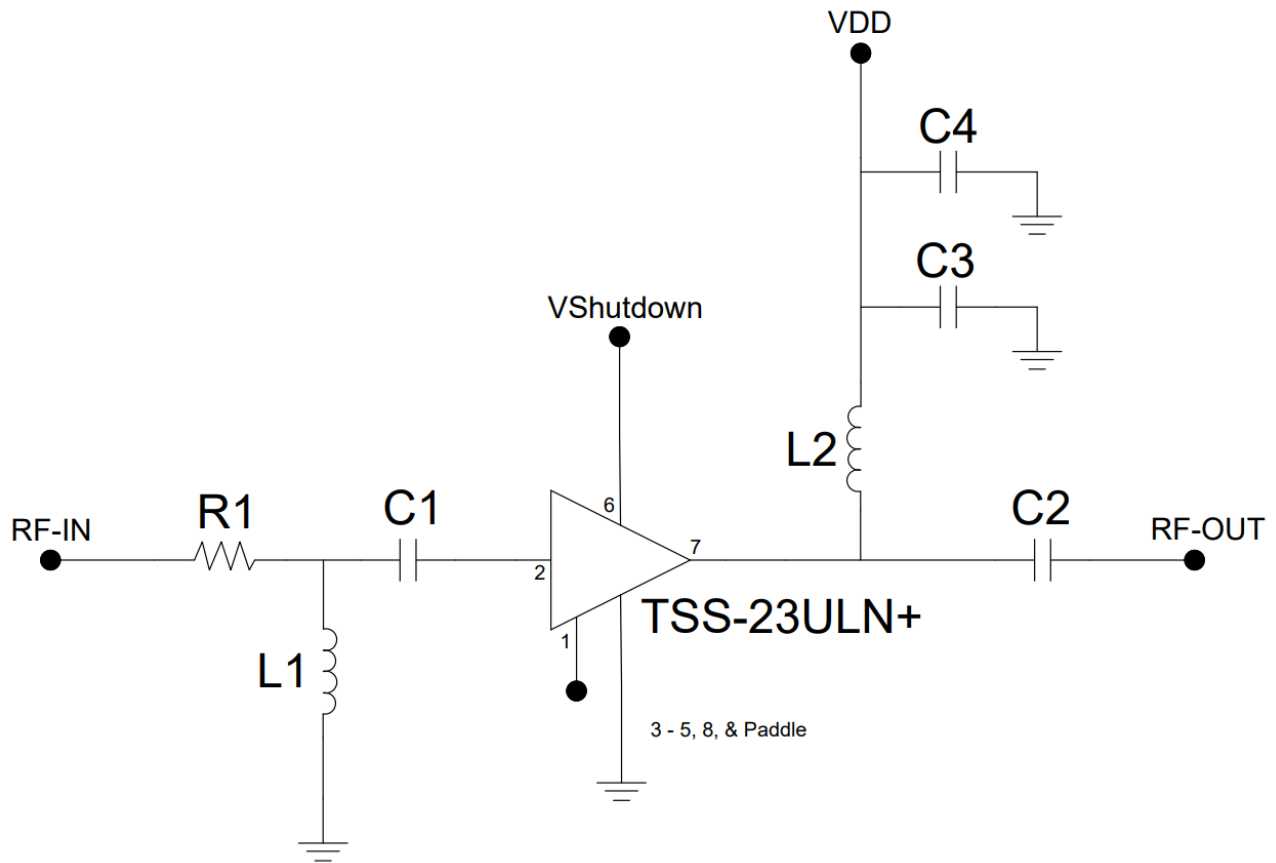 VDD
C4
C3
VShutdown
L2
R1
C1
6
C2
RF-IN
7
RF-OUT
2
TSS-23ULN+
1
L1
3 - 5, 8, & Paddle